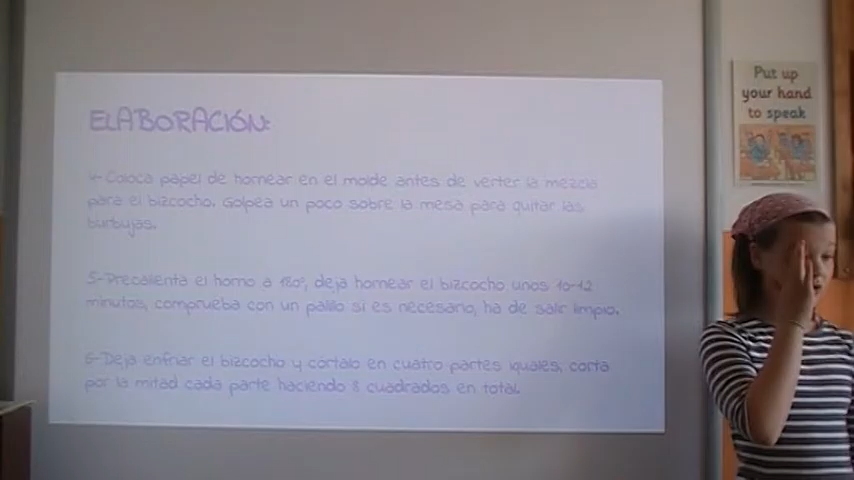 ELABORACIÓN:
4-Coloca papel de hornear en el molde antes de verter la mezcla
para el bizcocho. Golpea un poco sobre la mesa para quitar las
burbujas.
5-Precalienta el horno a 180º, deja hornear el bizcocho unos 10-12
minutos, comprueba con un palillo si es necesario, ha de salir limpio.
6-Deja enfriar el bizcocho y córtalo en cuatro partes iguales, corta
por la mitad cada parte haciendo 8 cuadrados en total.
Put up
your hand
to speak